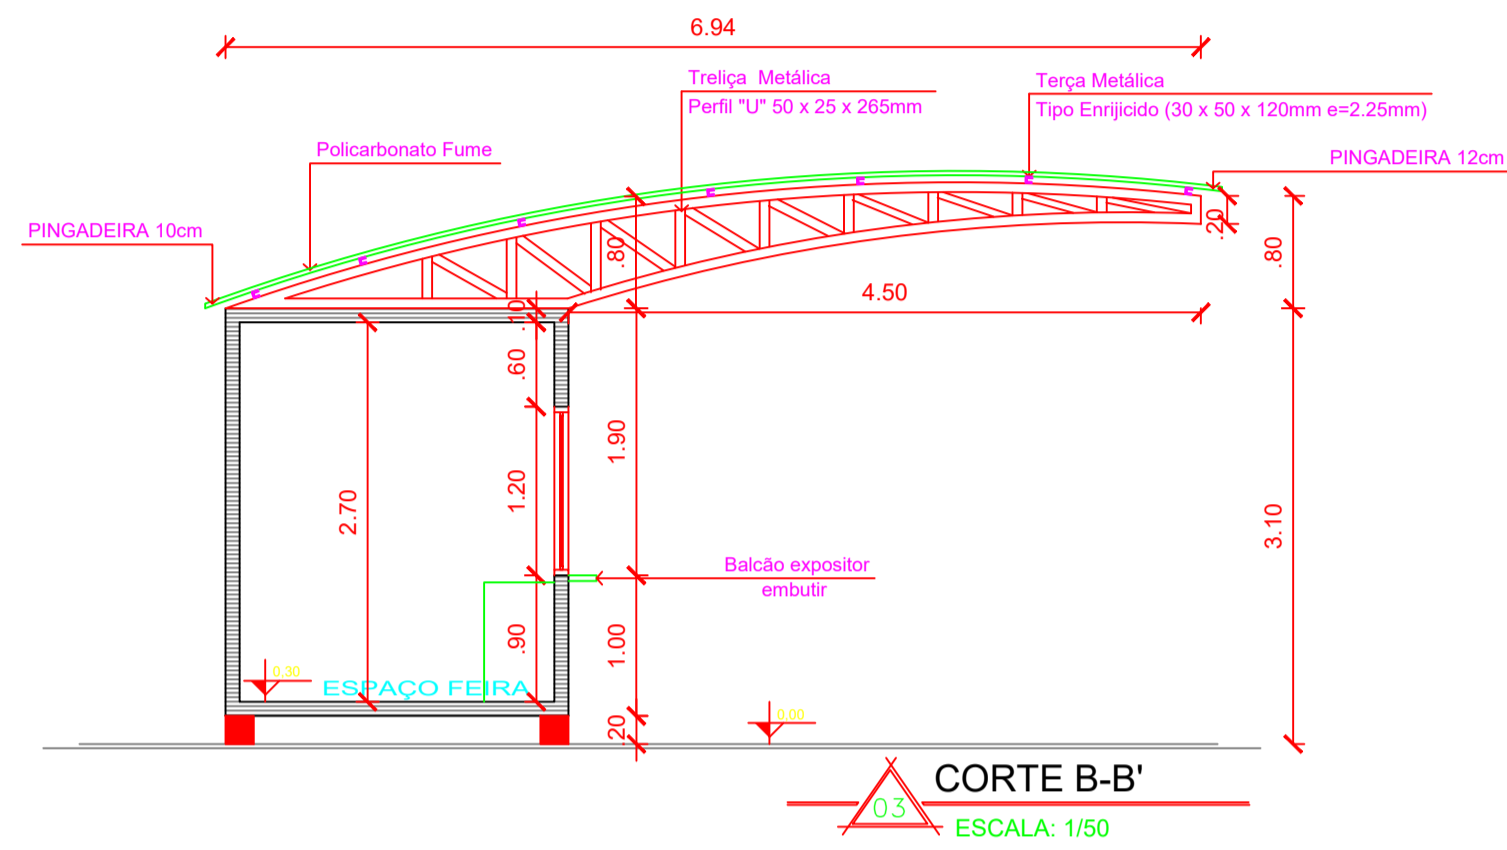 6.94
Treliça Metálica
Perfil "U" 50 x 25 x 265mm
Terça Metálica
Tipo Enrijicido (30 x 50 x 120mm e=2.25mm)
Policarbonato Fume
PINGADEIRA 12cm
PINGADEIRA 10cm
.80
.20
.80
4.50
.10
.60
1.90
1.20
2.70
3.10
Balcão expositor
embutir
.90
1.00
0,30
ESPAÇO FEIRA
.20
0,00
CORTE B-B'
03
ESCALA: 1/50